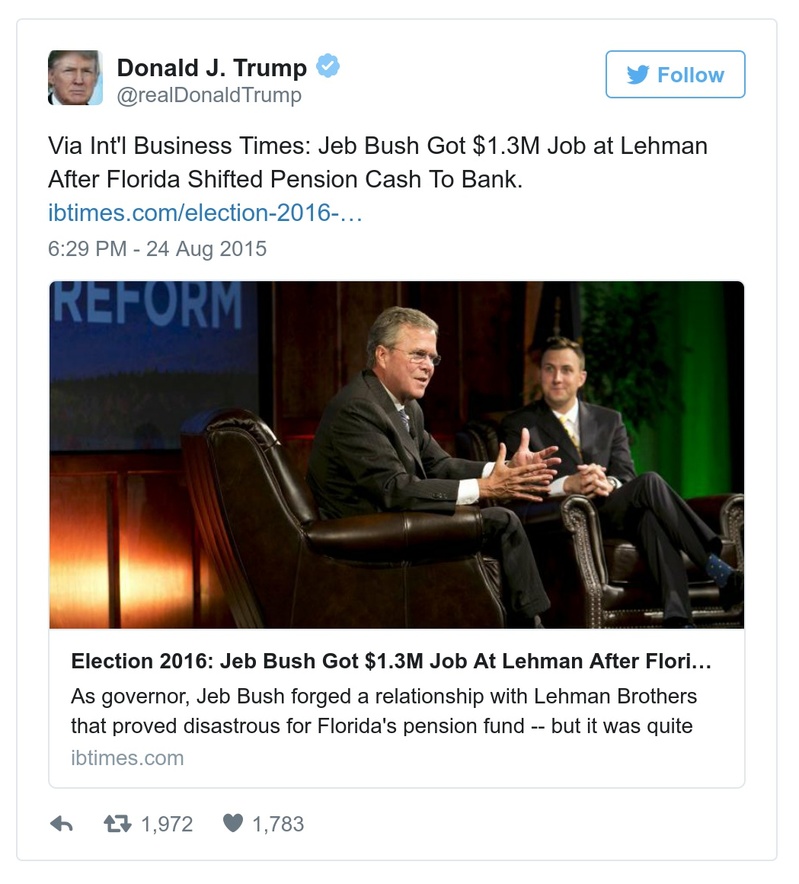 Donald J. Trump
Follow
@realDonaldTrump
Via Int'l Business Times: Jeb Bush Got $1.3M Job at Lehman
After Florida Shifted Pension Cash To Bank.
ibtimes.com/election-2016-…
6:29 PM - 24 Aug 2015
REFORM
Election 2016: Jeb Bush Got $1.3M Job At Lehman After Flori…
As governor, Jeb Bush forged a relationship with Lehman Brothers
that proved disastrous for Florida's pension fund -- but it was quite
ibtimes.com
1,972 1,783